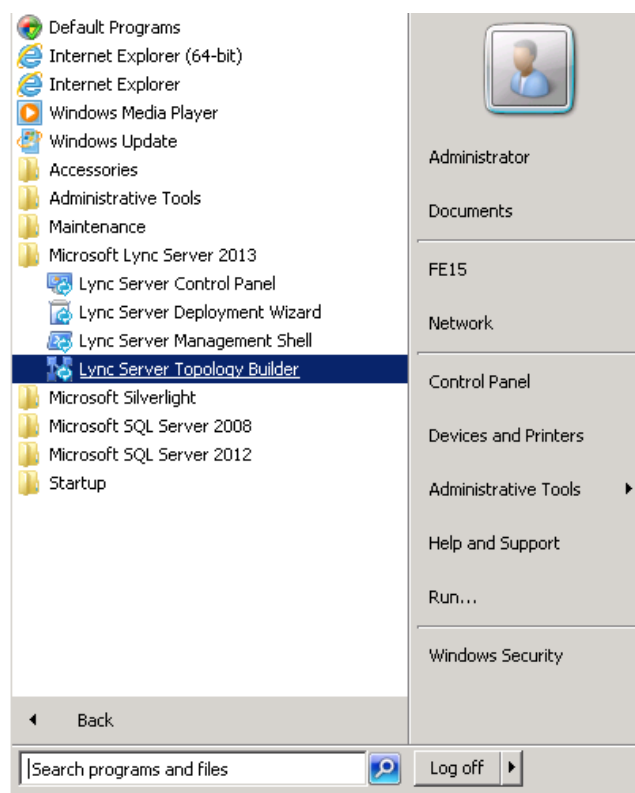 Default Programs
Internet Explorer (64-bit)
Internet Explorer
Windows Media Player
Windows Update
Accessories
Administrative Tools
Maintenance
Microsoft Lync Server 2013
Lync Server Control Panel
Lync Server Deployment Wizard
Lync Server Management Shell
Lync Server Topology Builder
Microsoft Silverlight
Microsoft SQL Server 2008
Microsoft SQL Server 2012
Startup
Back
Search programs and files
Administrator
Documents
FE15
Network
Control Panel
Devices and Printers
Administrative Tools
Help and Support
Run...
Windows Security
Log off